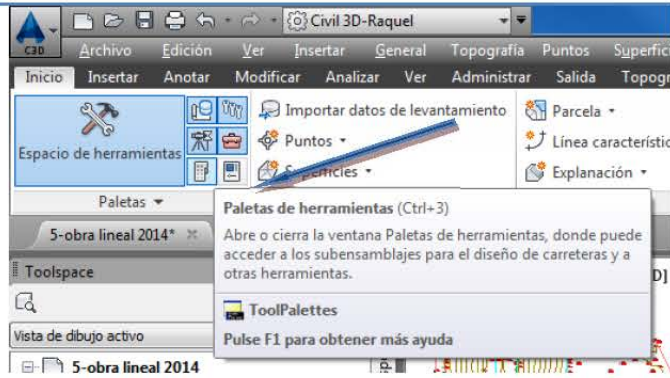 Civil 3D-Raquel
C3D
Archivo Edición Ver Insertar General Topografía Puntos Superfic
Inicio Insertar Anotar Modificar Analizar Ver Administrar Salida Topogr
Importar datos de levantamiento
Parcela
Puntos
Línea característic
Espacio de herramientas
Superficies
Explanación
Paletas
Paletas de herramientas (Ctrl+3)
5-obra lineal 2014*
Abre o cierra la ventana Paletas de herramientas, donde puede
acceder a los subensamblajes para el diseño de carreteras y a
otras herramientas.
Toolspace
D]
ToolPalettes
Vista de dibujo activo
Pulse F1 para obtener más ayuda
5-obra lineal 2014